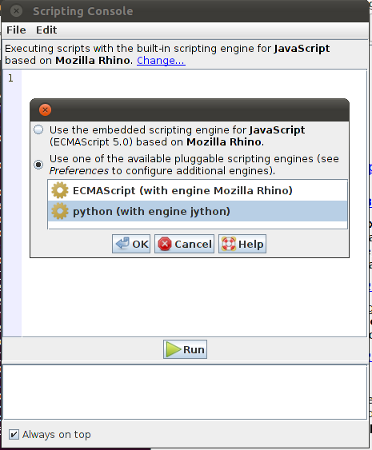 Scripting Console
File Edit
Executing scripts with the built-in scripting engine for JavaScript
based on Mozilla Rhino. Change...
1
Use the embedded scripting engine for JavaScript
(ECMAScript 5.0) based on Mozilla Rhino.
Use one of the available pluggable scripting engines (see
Preferences to configure additional engines).
ECMAScript (with engine Mozilla Rhino)
python (with engine jython)
OK Cancel Help
Run
Always on top